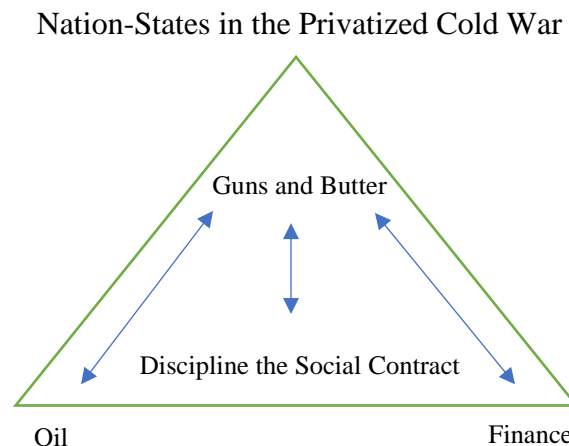 Nation-States in the Privatized Cold War
Guns and Butter
Discipline the Social Contract
Oil
Finance